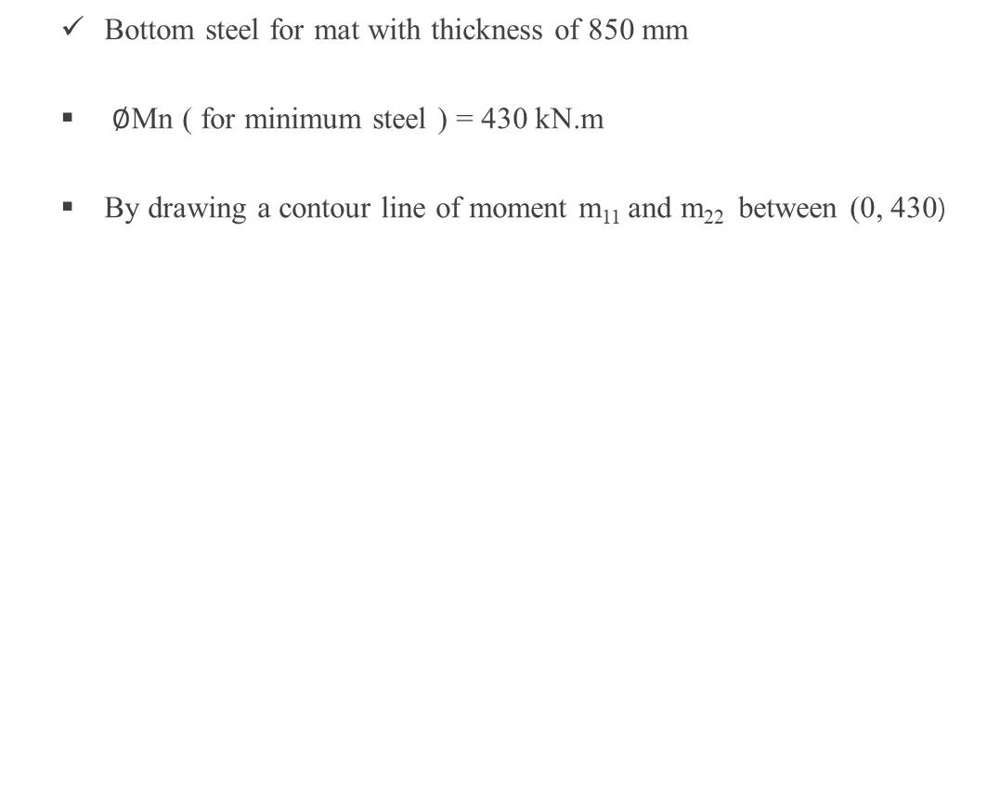 ✓ Bottom steel for mat with thickness of 850 mm
▪ ∅Mn ( for minimum steel ) = 430 kN.m
▪ By drawing a contour line of moment m₁₁ and m₂₂ between (0, 430)